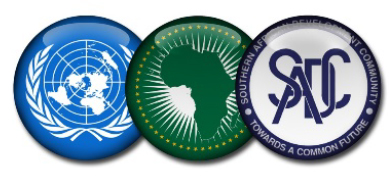 SOUTHERN AFRICAN DEVELOPMENT COMMUNITY
SADC
TOWARDS A COMMON FUTURE